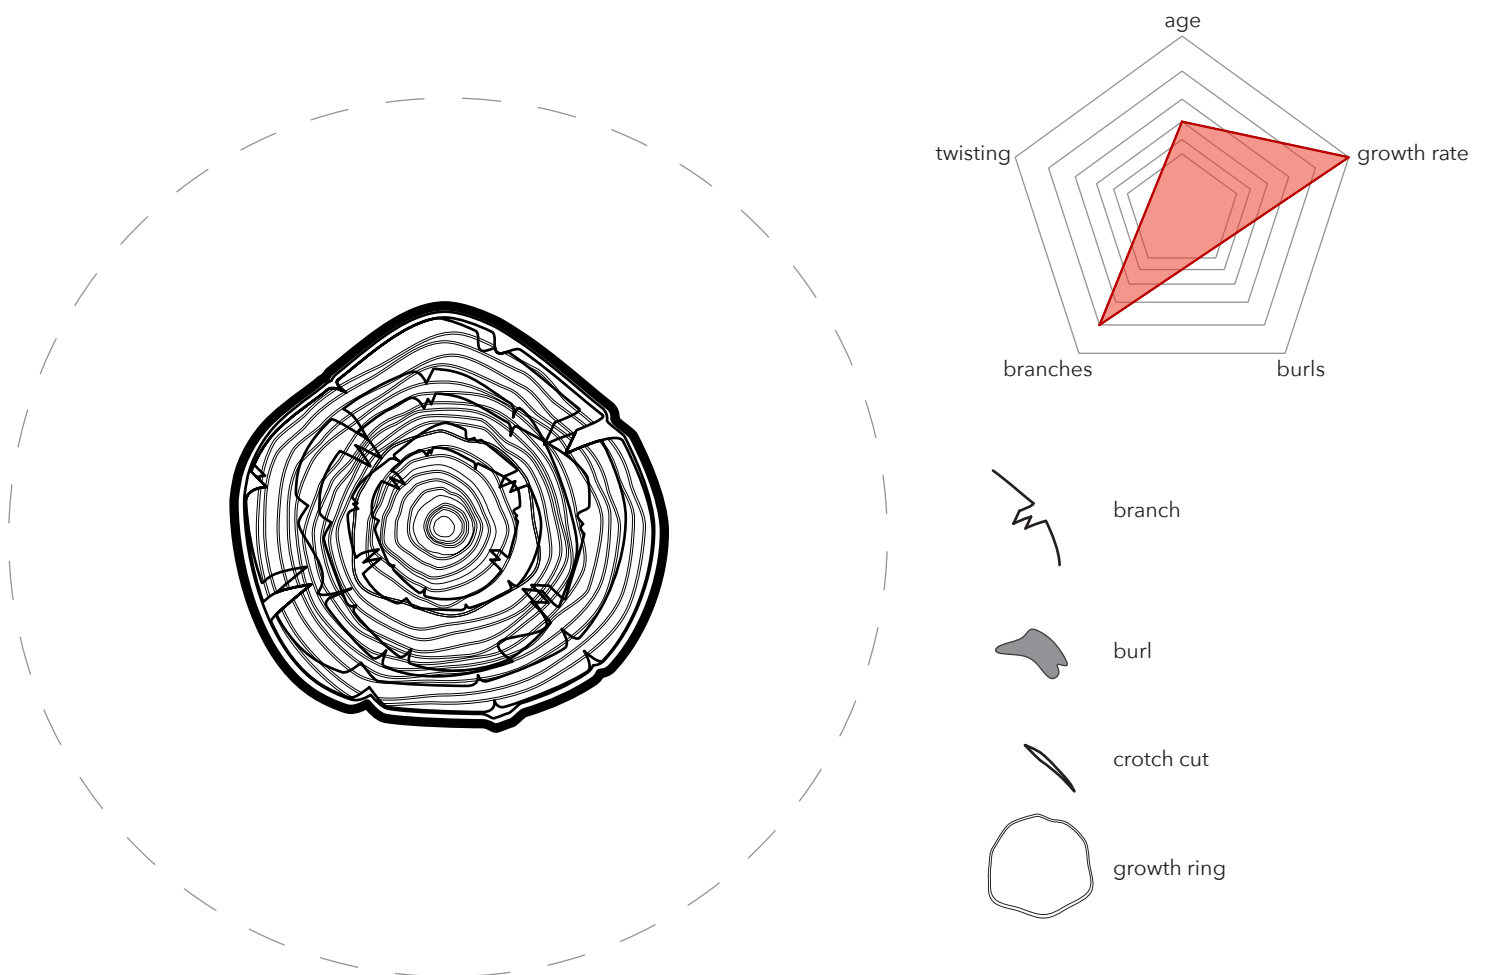 age
twisting
growth rate
branches
burls
branch
burl
crotch cut
growth ring